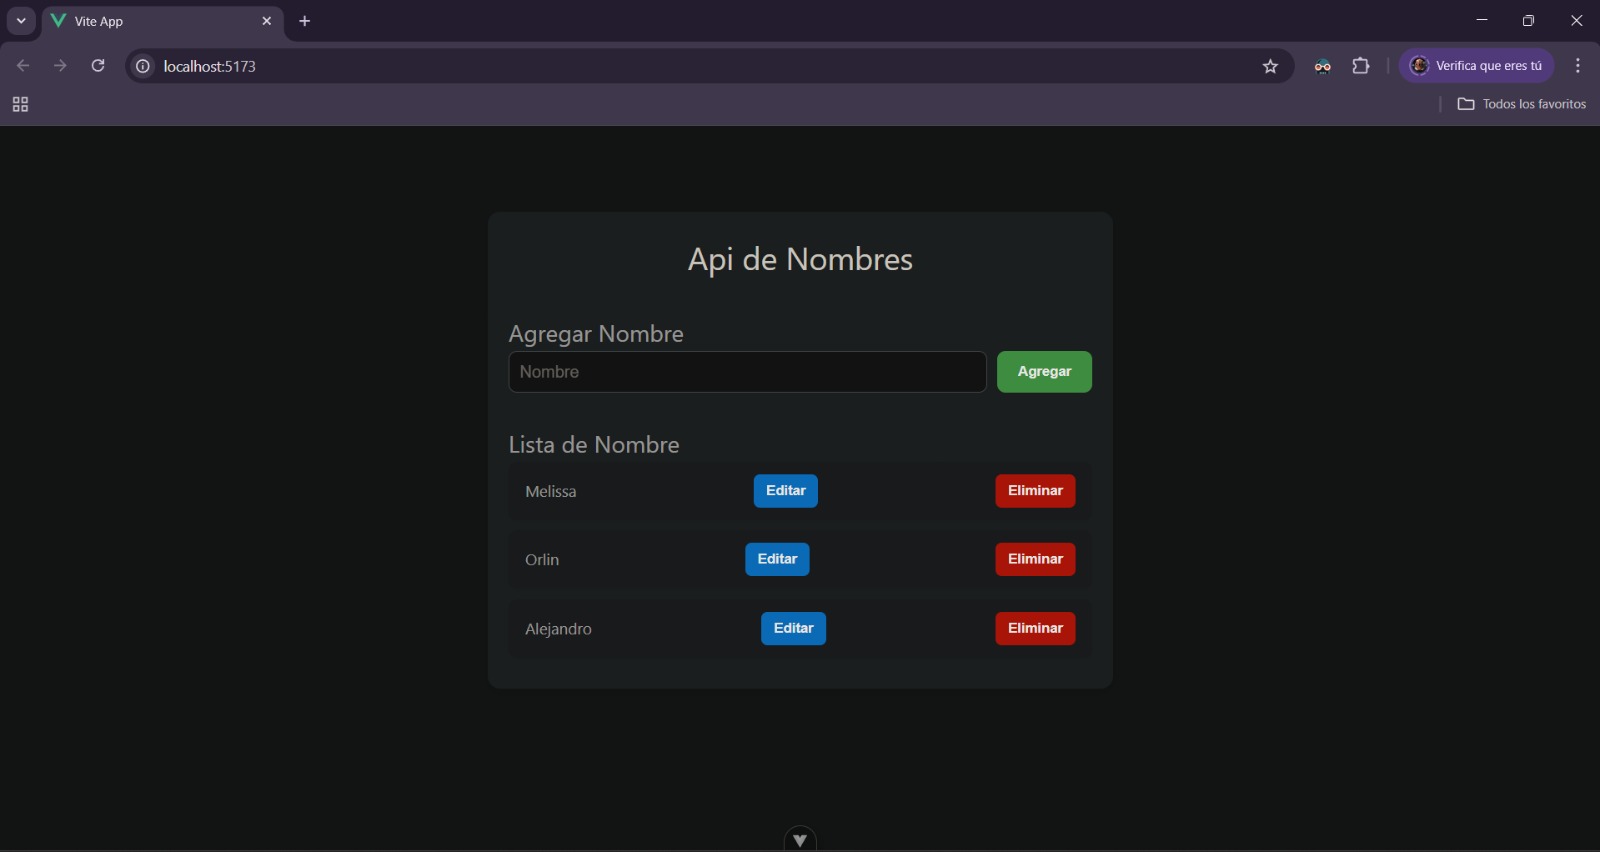 Vite App
localhost:5173
Verifica que eres tú
Todos los favoritos
Api de Nombres
Agregar Nombre
Nombre
Agregar
Lista de Nombre
Melissa Editar Eliminar
Orlin Editar Eliminar
Alejandro Editar Eliminar